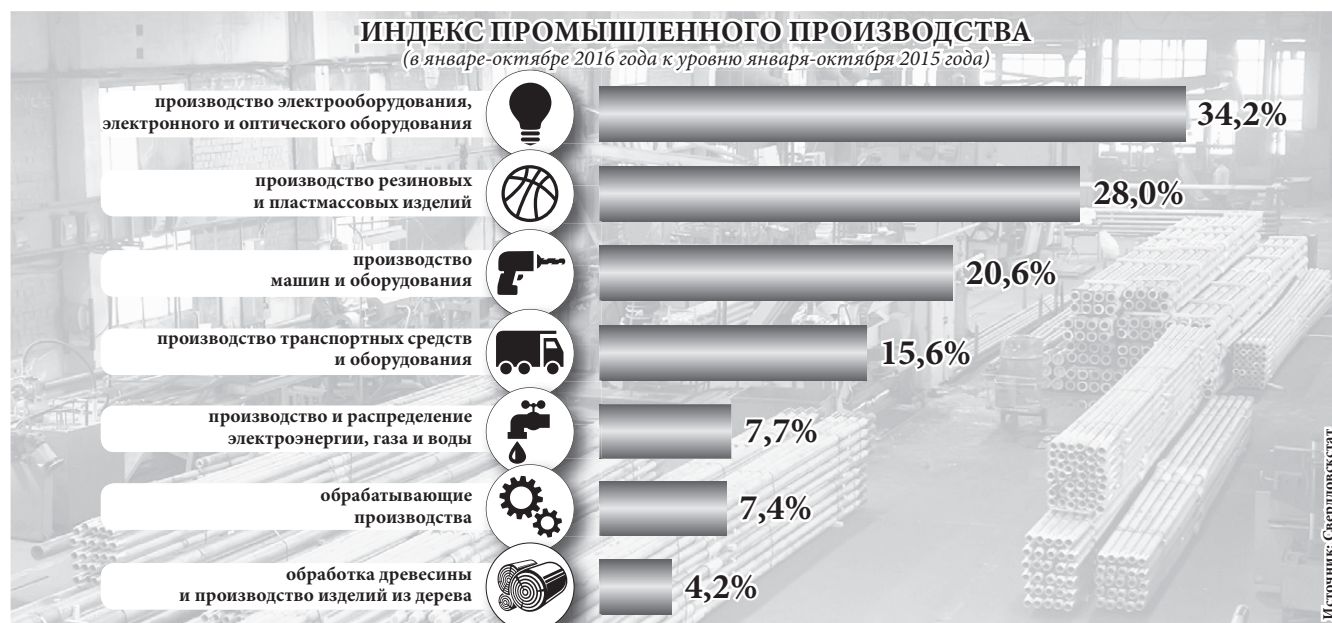 ИНДЕКС ПРОМЫШЛЕННОГО ПРОИЗВОДСТВА
(в январе-октябре 2016 года к уровню января-октября 2015 года)
производство электрооборудования,
электронного и оптического оборудования
34,2%
производство резиновых
и пластмассовых изделий
28,0%
производство
машин и оборудования
20,6%
производство транспортных средств
и оборудования
15,6%
производство и распределение
электроэнергии, газа и воды
7,7%
обрабатывающие
производства
7,4%
обработка древесины
и производство изделий из дерева
4,2%
Источник: Свердловскстат